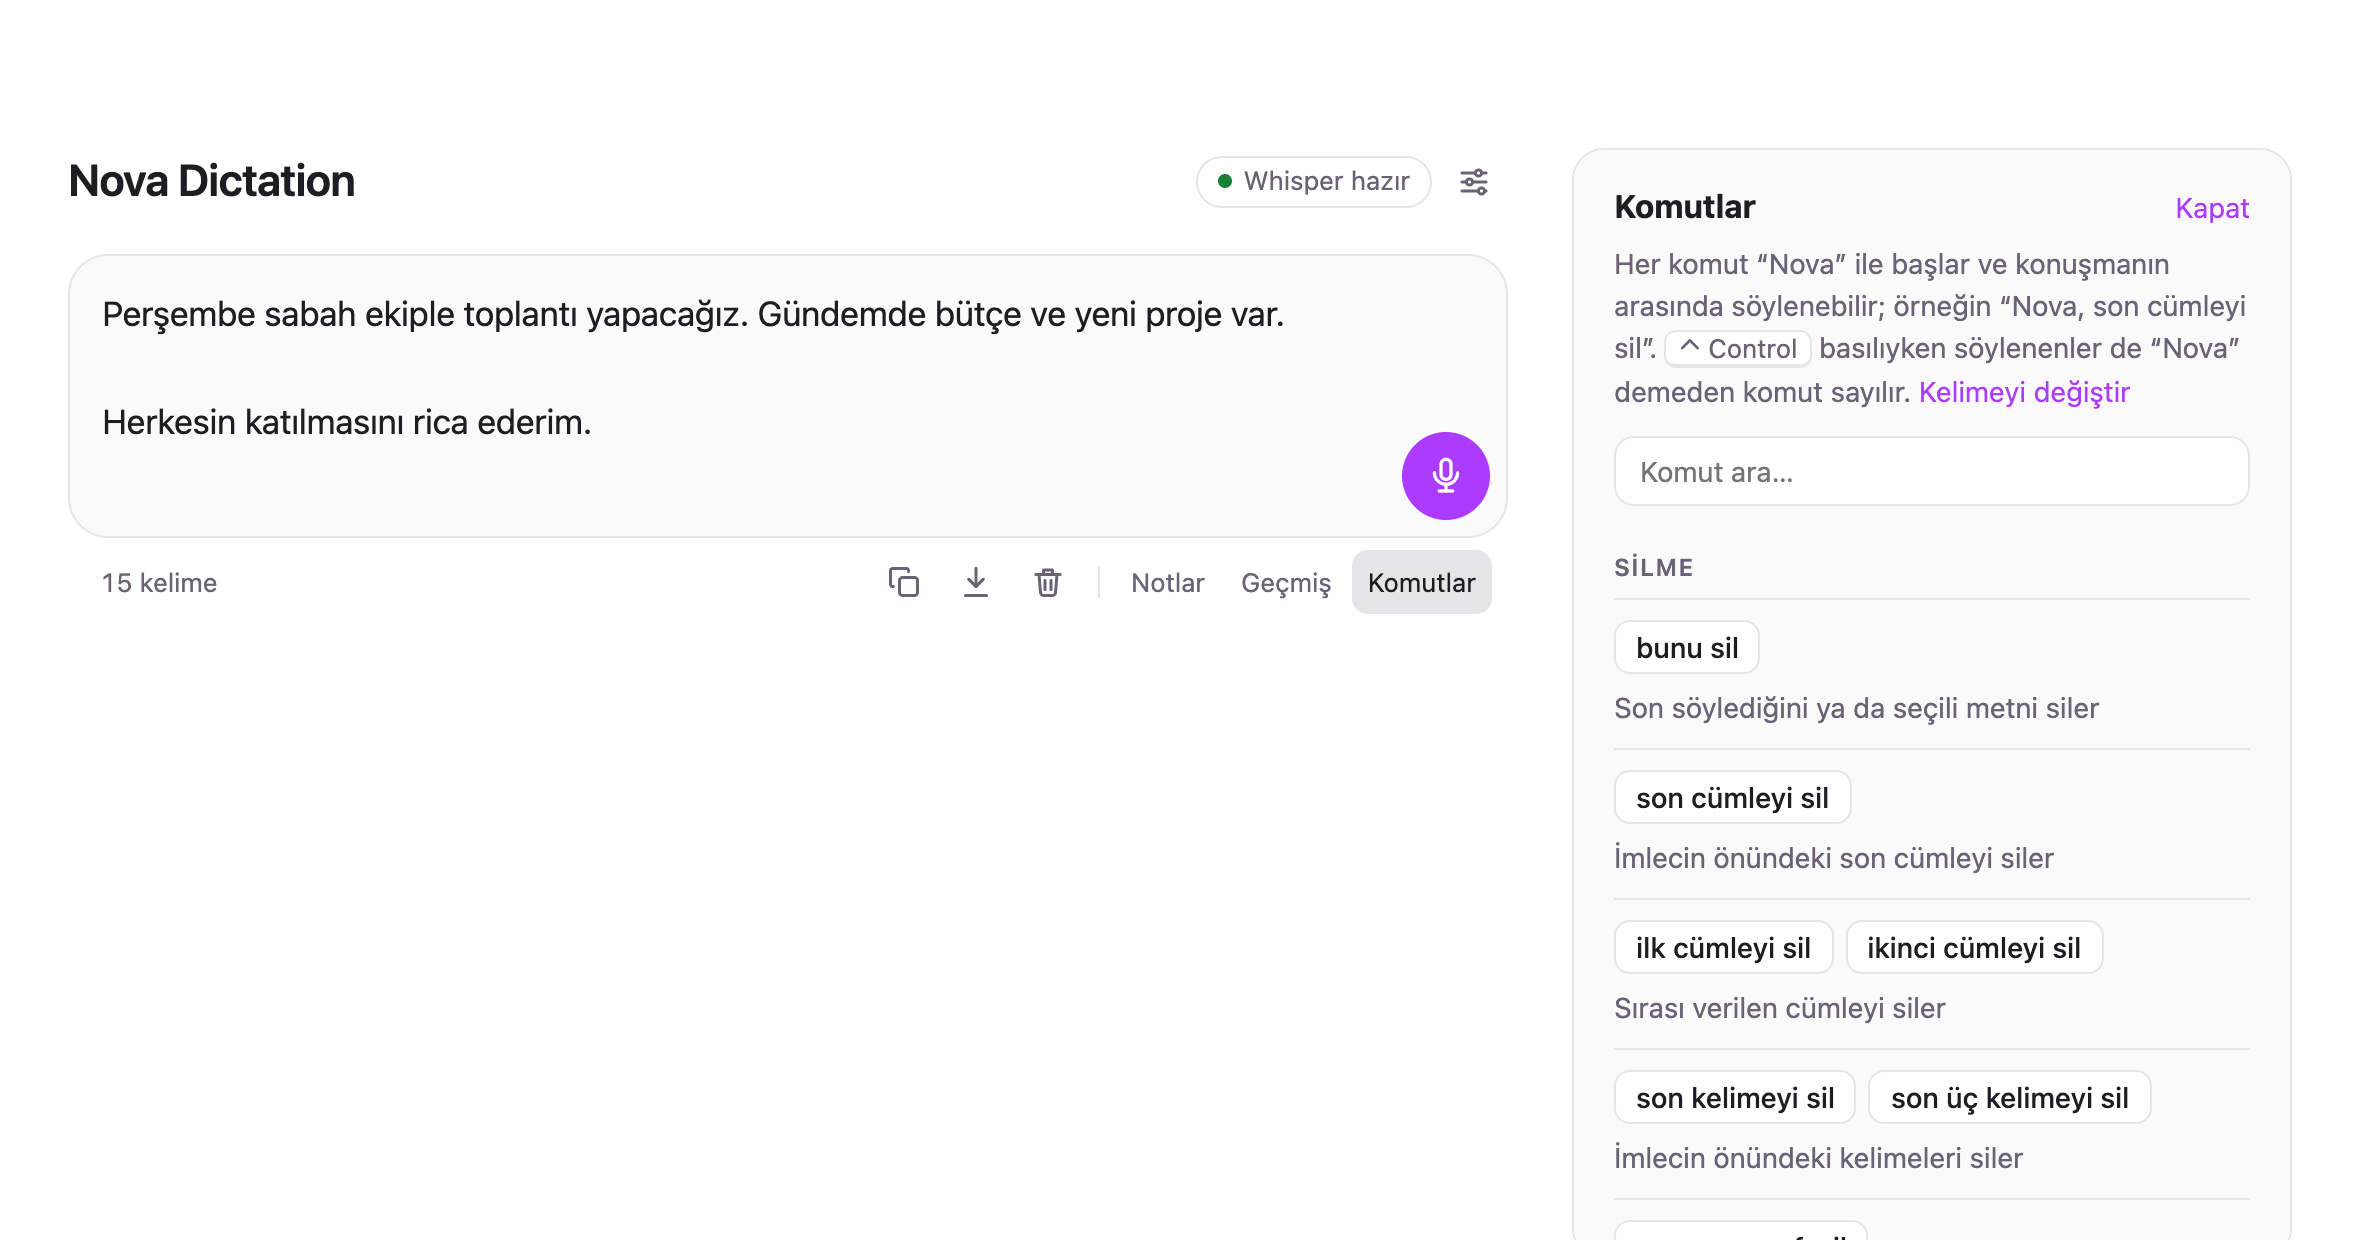 Nova Dictation
Whisper hazır
Perşembe sabah ekiple toplantı yapacağız. Gündemde bütçe ve yeni proje var.
Herkesin katılmasını rica ederim.
15 kelime
Notlar
Geçmiş
Komutlar
Komutlar
Kapat
Her komut “Nova” ile başlar ve konuşmanın
arasında söylenebilir; örneğin “Nova, son cümleyi
sil”. ^ Control basılıyken söylenenler de “Nova”
demeden komut sayılır. Kelimeyi değiştir
Komut ara...
SİLME
bunu sil
Son söylediğini ya da seçili metni siler
son cümleyi sil
İmlecin önündeki son cümleyi siler
ilk cümleyi sil
ikinci cümleyi sil
Sırası verilen cümleyi siler
son kelimeyi sil
son üç kelimeyi sil
İmlecin önündeki kelimeleri siler